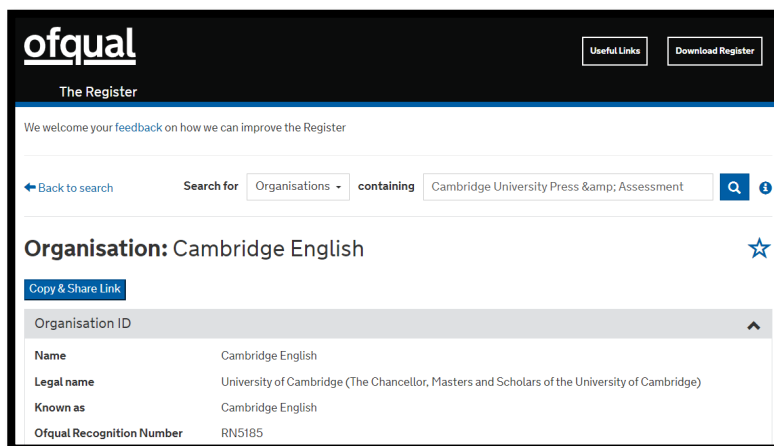 ofqual
Useful Links Download Register
The Register
We welcome your feedback on how we can improve the Register
Back to search Search for Organisations containing Cambridge University Press &amp; Assessment
Organisation: Cambridge English
Copy & Share Link
Organisation ID
Name Cambridge English
Legal name University of Cambridge (The Chancellor, Masters and Scholars of the University of Cambridge)
Known as Cambridge English
Ofqual Recognition Number RN5185